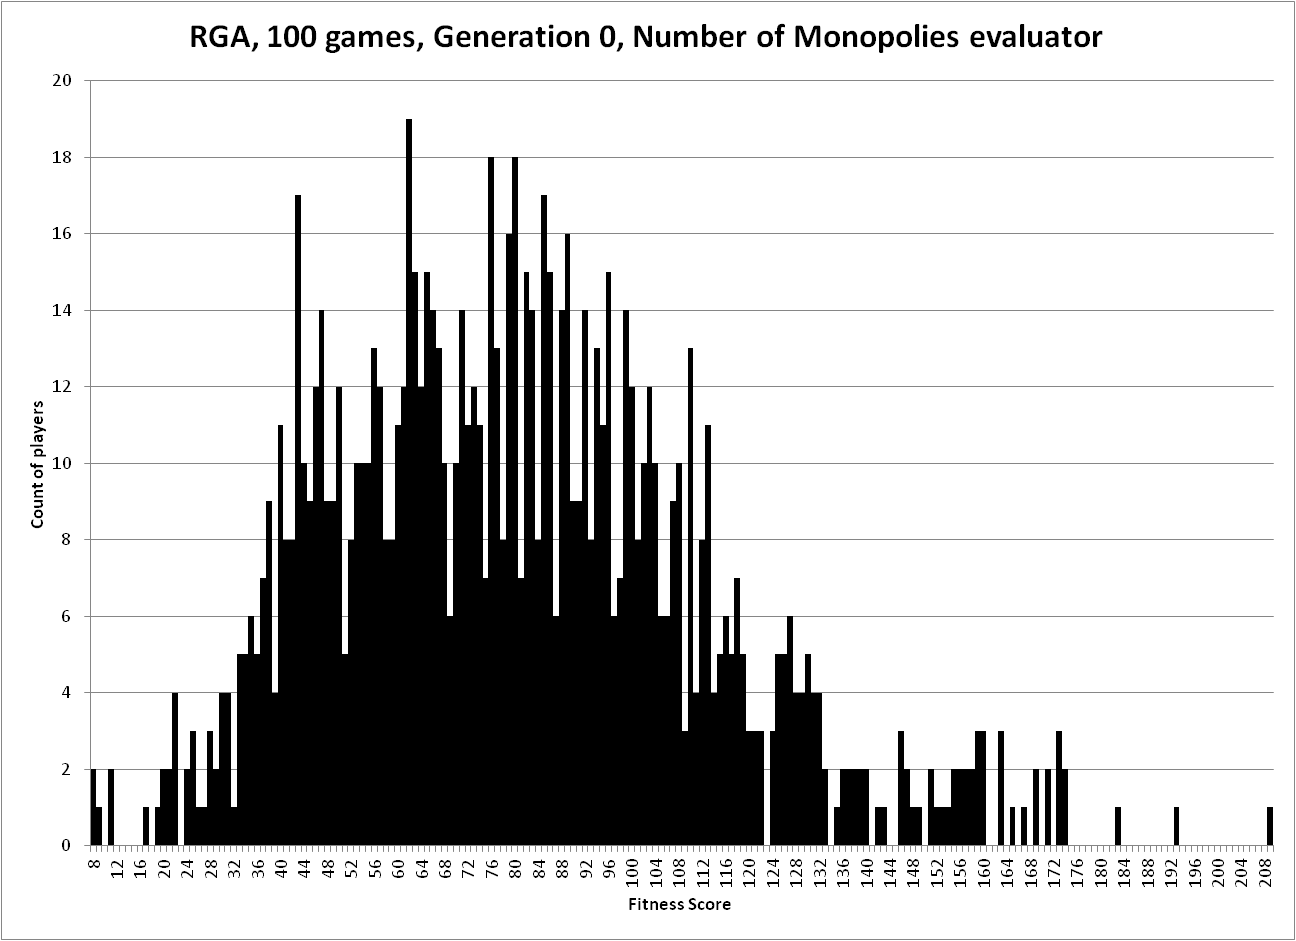 RGA, 100 games, Generation 0, Number of Monopolies evaluator
20
18
16
14
12
10
8
6
4
2
0
Count of players
8 12 16 20 24 28 32 36 40 44 48 52 56 60 64 68 72 76 80 84 88 92 96 100 104 108 112 116 120 124 128 132 136 140 144 148 152 156 160 164 168 172 176 180 184 188 192 196 200 204 208
Fitness Score